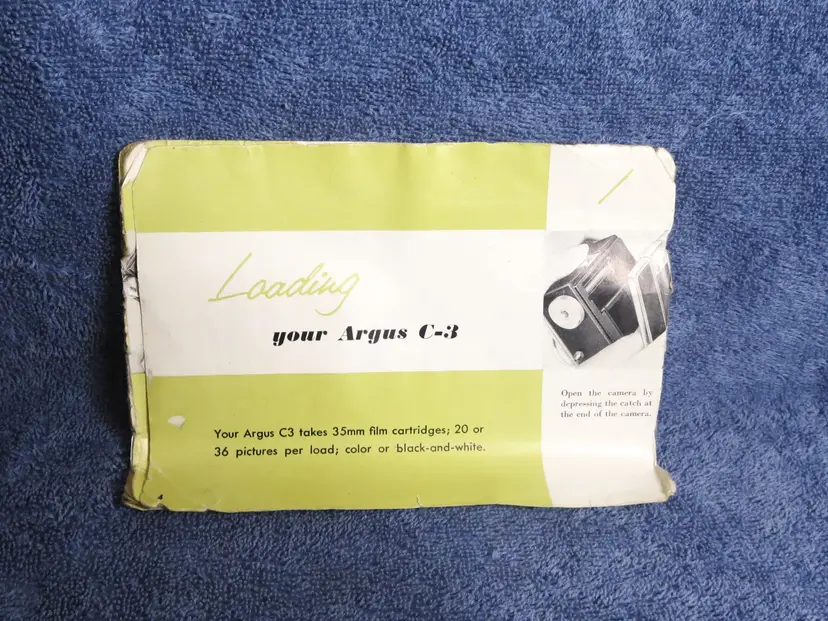 Loading
your Argus C-3
Your Argus C3 takes 35mm film cartridges; 20 or
36 pictures per load; color or black-and-white.
1
Open the camera by
depressing the catch at
the end of the camera.